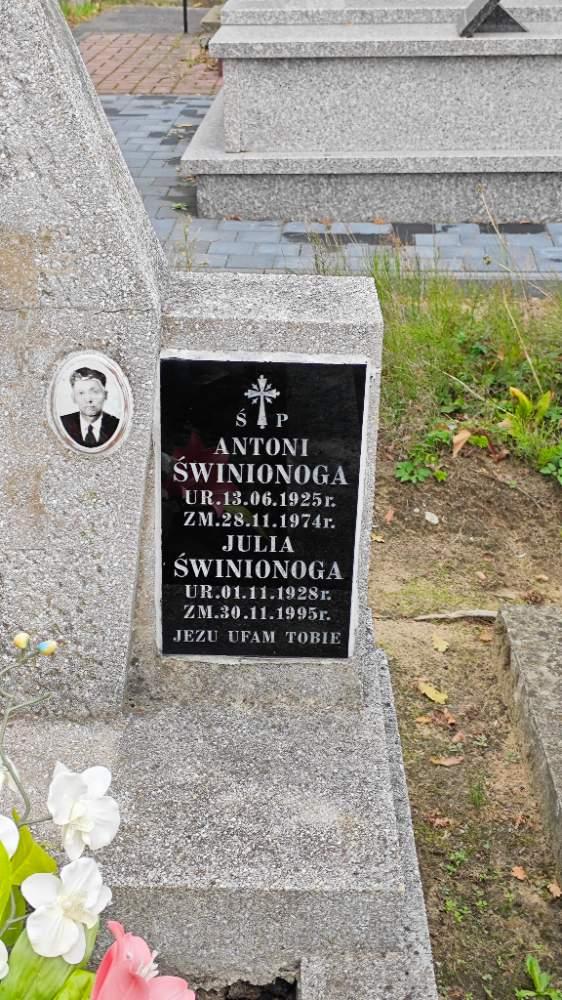 Ś P
ANTONI
ŚWINIONOGA
UR.13.06.1925r.
ZM.28.11.1974r.
JULIA
ŚWINIONOGA
UR.01.11.1928r.
ZM.30.11.1995r.
JEZU UFAM TOBIE